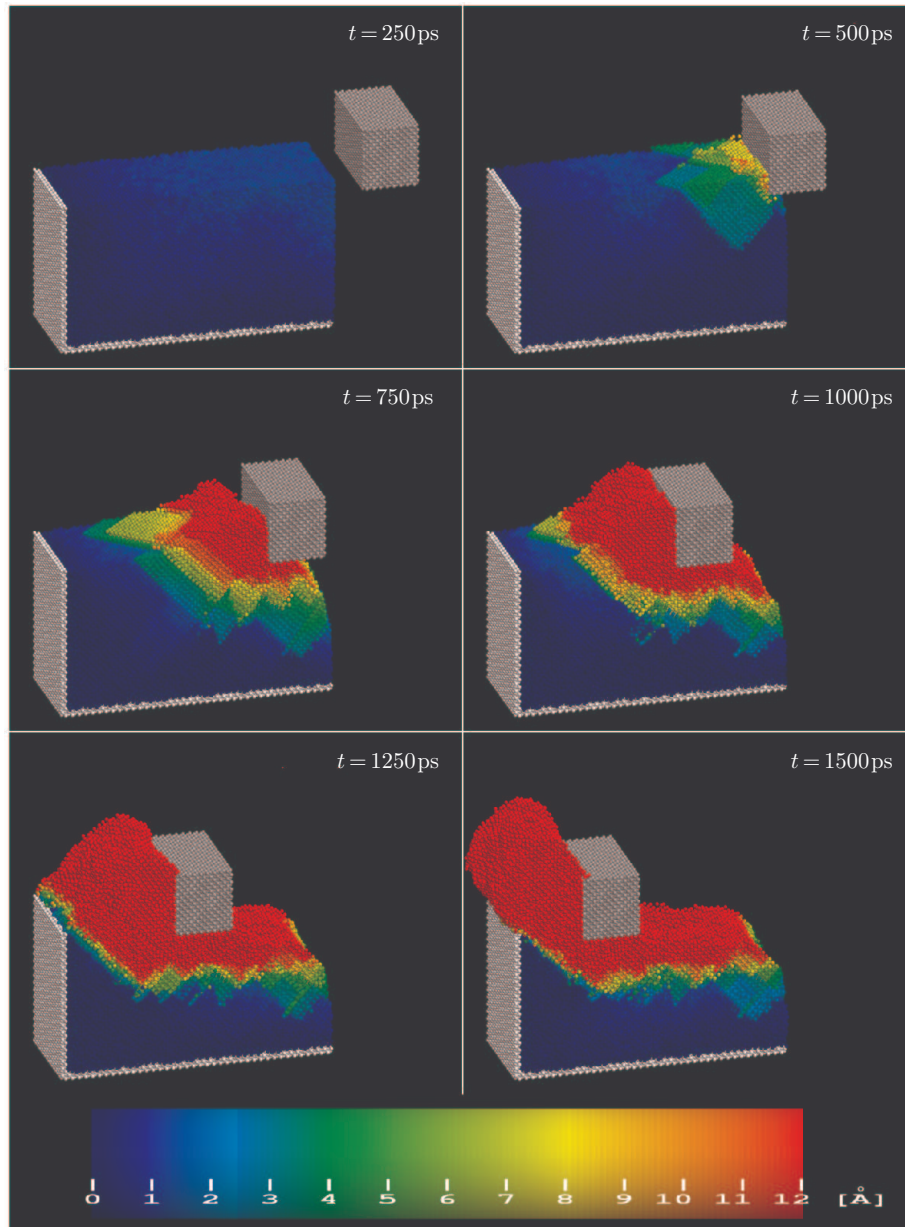 t = 250 ps
t = 500 ps
t = 750 ps
t = 1000 ps
t = 1250 ps
t = 1500 ps
0 1 2 3 4 5 6 7 8 9 10 11 12 [Å]